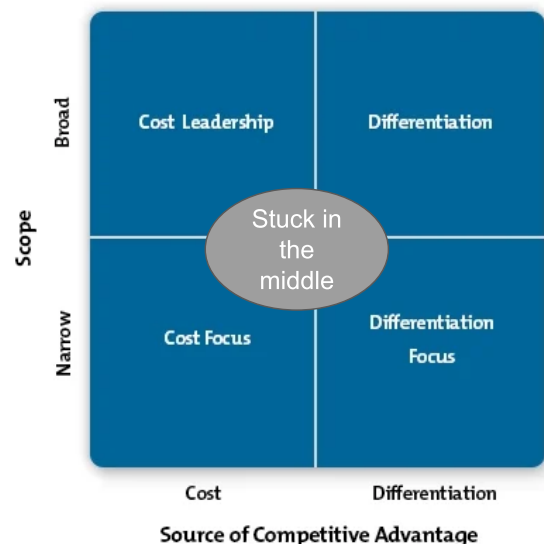 Broad
Cost Leadership
Differentiation
Stuck in
the
middle
Scope
Narrow
Cost Focus
Differentiation
Focus
Cost
Differentiation
Source of Competitive Advantage